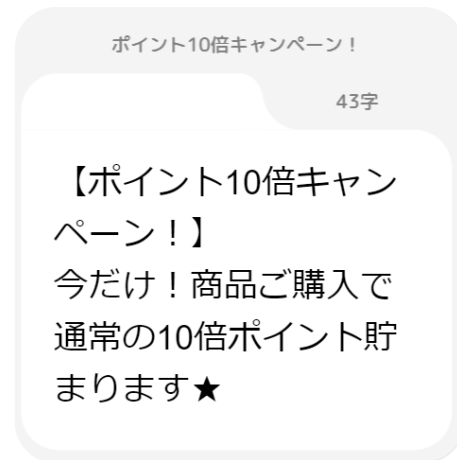 ポイント10倍キャンペーン！
43字
【ポイント10倍キャン
ペーン！】
今だけ！商品ご購入で
通常の10倍ポイント貯
まります★